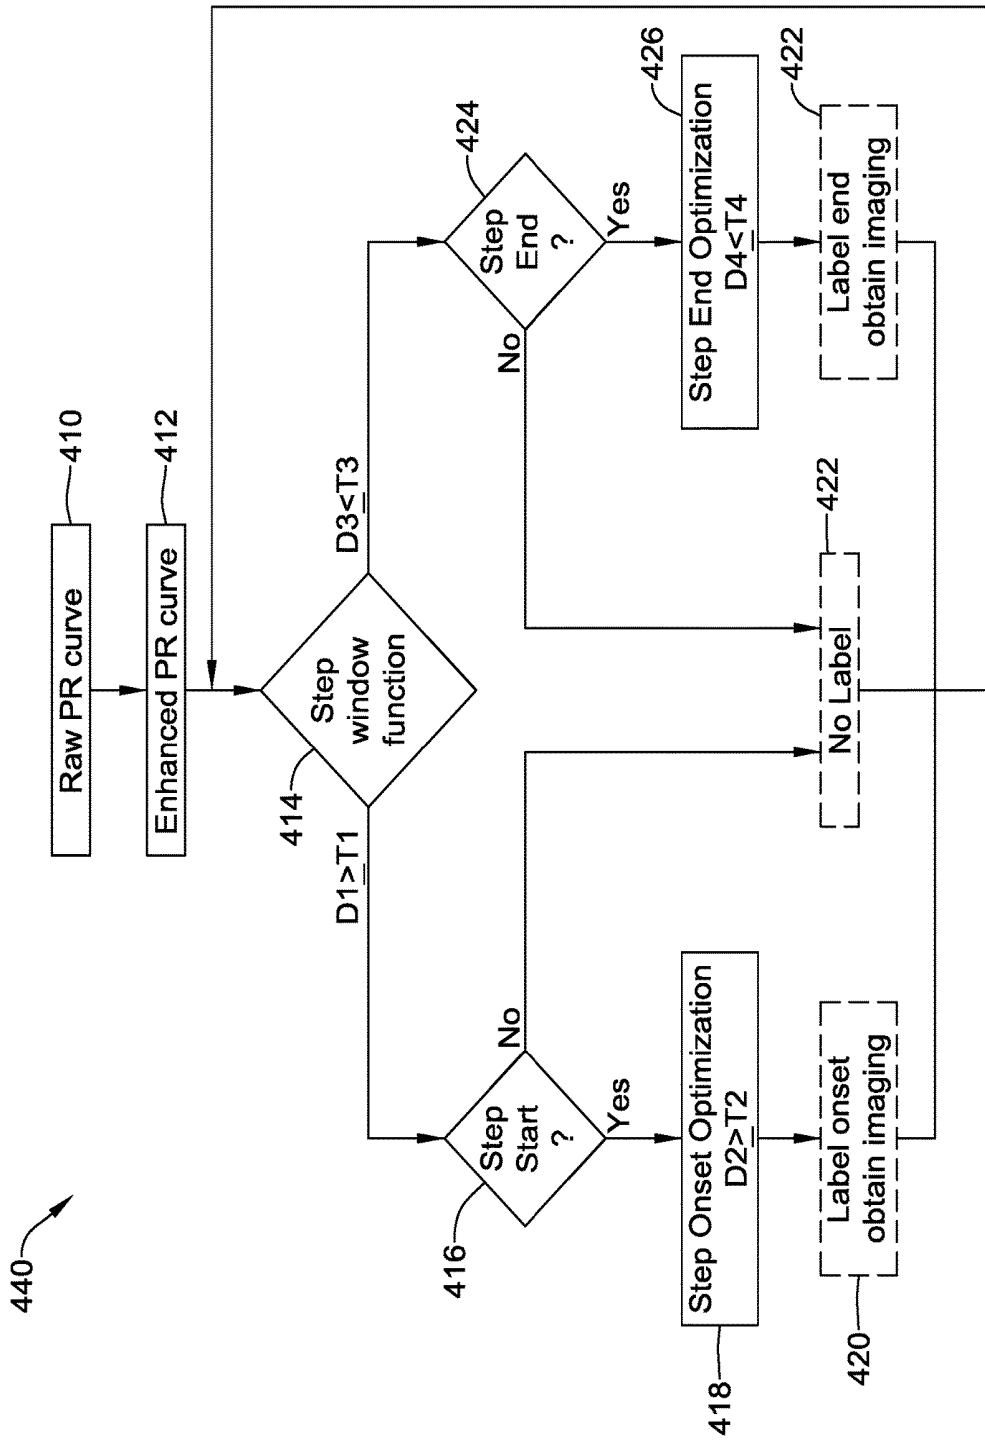 440
Raw PR curve
410
Enhanced PR curve
412
Step
window
function
414
D1≥T1
D3≤T3
Step
Start
?
416
No
Yes
Step
End
?
424
No
Yes
Step Onset Optimization
D2≥T2
418
Step End Optimization
D4≤T4
426
Label onset
obtain imaging
420
No Label
422
Label end
obtain imaging
422